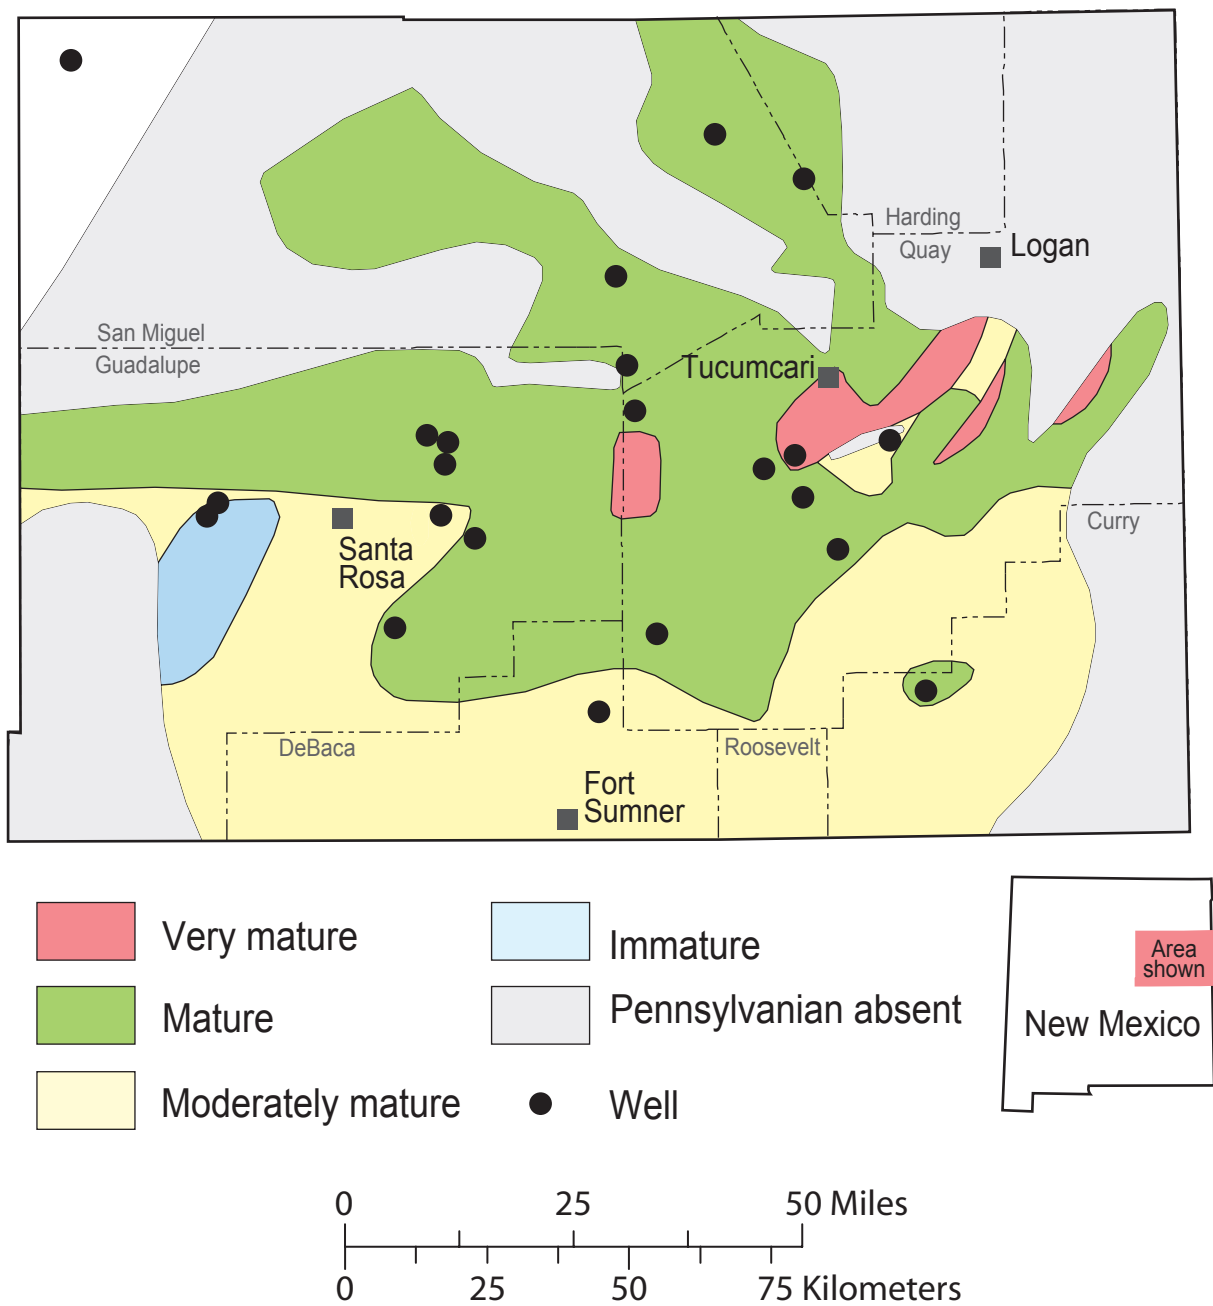 Harding
Quay
Logan
San Miguel
Guadalupe
Tucumcari
Curry
Santa
Rosa
DeBaca
Roosevelt
Fort
Sumner
Very mature
Immature
Mature
Pennsylvanian absent
Moderately mature
Well
Area
shown
New Mexico
0 25 50 Miles
0 25 50 75 Kilometers